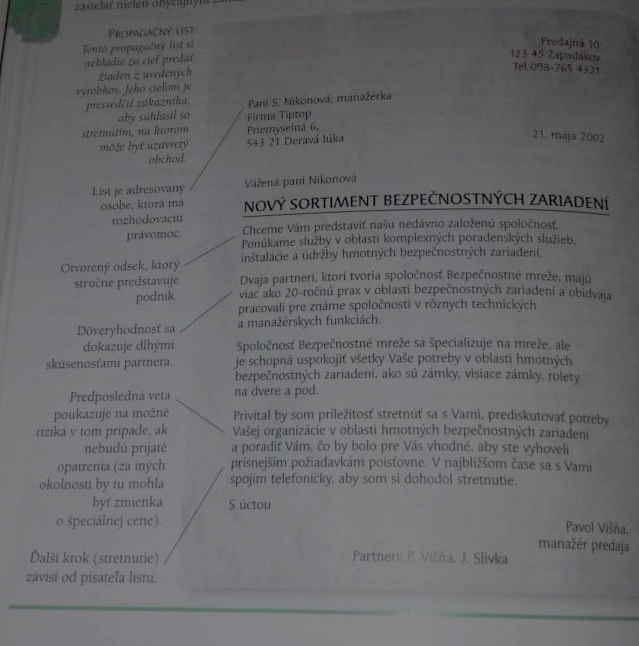 zasielať nielen obyčajným
PROPAGAČNÝ LIST
Tento propagačný list si
nekladie za cieľ predať
žiaden z uvedených
výrobkov. Jeho cieľom je
presvedčiť zákazníka,
aby súhlasil so
stretnutím, na ktorom
môže byť uzavretý
obchod.
List je adresovaný
osobe, ktorá má
rozhodovaciu
právomoc.
Otvorený odsek, ktorý
stručne predstavuje
podnik.
Dôveryhodnosť sa
dokazuje dlhými
skúsenosťami partnera.
Predposledná veta
poukazuje na možné
riziká v tom prípade, ak
nebudú prijaté
opatrenia (za iných
okolností by tu mohla
byť zmienka
o špeciálnej cene).
Ďalší krok (stretnutie)
závisí od pisateľa listu.
Predajná 10
123 45 Zapadákov
Tel 098-765 4321
Pani S. Nikonová, manažérka
Firma Tiptop
Priemyselná 6,
543 21 Deravá lúka
21. mája 2002
Vážená pani Nikonová
NOVÝ SORTIMENT BEZPEČNOSTNÝCH ZARIADENÍ
Chceme Vám predstaviť našu nedávno založenú spoločnosť.
Ponúkame služby v oblasti komplexných poradenských služieb,
inštalácie a údržby hmotných bezpečnostných zariadení.
Dvaja partneri, ktorí tvoria spoločnosť Bezpečnostné mreže, majú
viac ako 20-ročnú prax v oblasti bezpečnostných zariadení a obidvaja
pracovali pre známe spoločnosti v rôznych technických
a manažérskych funkciách.
Spoločnosť Bezpečnostné mreže sa špecializuje na mreže, ale
je schopná uspokojiť všetky Vaše potreby v oblasti hmotných
bezpečnostných zariadení, ako sú zámky, visiace zámky, rolety
na dvere a pod.
Privítal by som príležitosť stretnúť sa s Vami, prediskutovať potreby
Vašej organizácie v oblasti hmotných bezpečnostných zariadení
a poradiť Vám, čo by bolo pre Vás vhodné, aby ste vyhoveli
prísnejším požiadavkám poisťovne. V najbližšom čase sa s Vami
spojím telefonicky, aby som si dohodol stretnutie.
S úctou
Pavol Višňa,
manažér predaja
Partneri: P. Višňa, J. Slivka